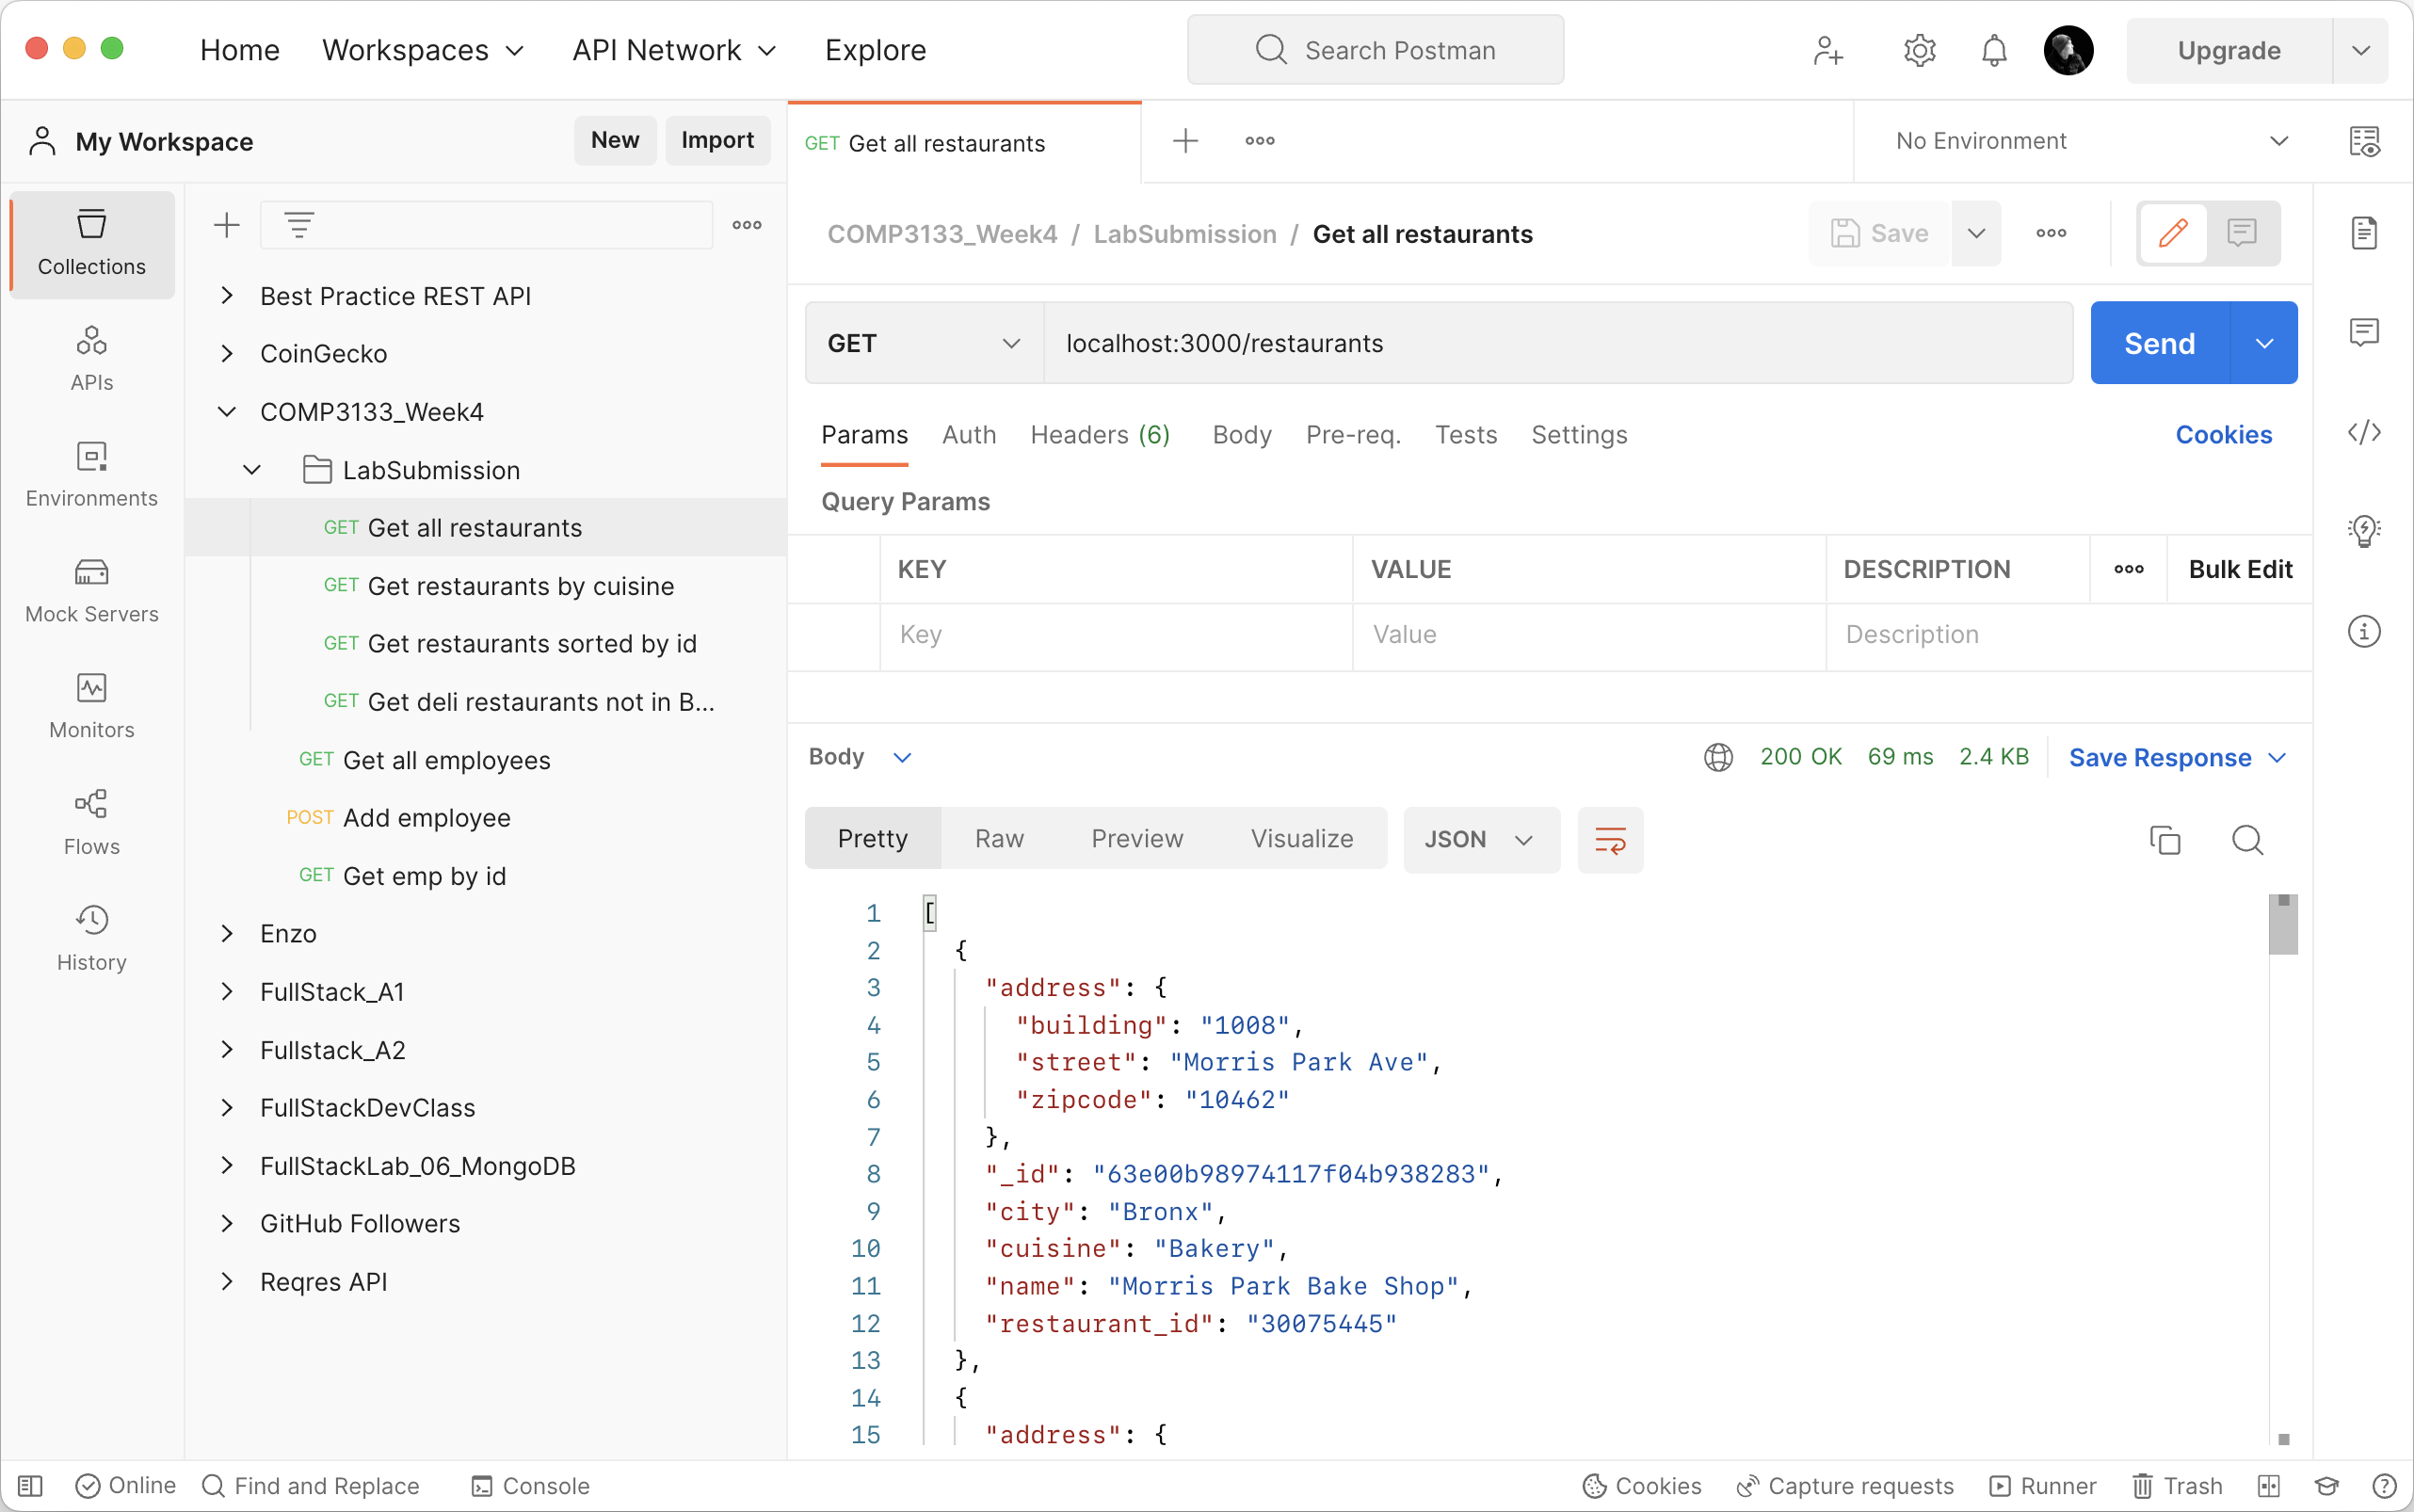 Home Workspaces API Network Explore Search Postman Upgrade
My Workspace New Import
GET Get all restaurants
No Environment
Collections
APIs
Environments
Mock Servers
Monitors
Flows
History
Best Practice REST API
CoinGecko
COMP3133_Week4
LabSubmission
GET Get all restaurants
GET Get restaurants by cuisine
GET Get restaurants sorted by id
GET Get deli restaurants not in B...
GET Get all employees
POST Add employee
GET Get emp by id
Enzo
FullStack_A1
Fullstack_A2
FullStackDevClass
FullStackLab_06_MongoDB
GitHub Followers
Reqres API
COMP3133_Week4 / LabSubmission / Get all restaurants
Save
GET localhost:3000/restaurants Send
Params Auth Headers (6) Body Pre-req. Tests Settings Cookies
Query Params
KEY VALUE DESCRIPTION Bulk Edit
Key Value Description
Body 200 OK 69 ms 2.4 KB Save Response
Pretty Raw Preview Visualize JSON
1 [
2 {
3 "address": {
4 "building": "1008",
5 "street": "Morris Park Ave",
6 "zipcode": "10462"
7 },
8 "_id": "63e00b98974117f04b938283",
9 "city": "Bronx",
10 "cuisine": "Bakery",
11 "name": "Morris Park Bake Shop",
12 "restaurant_id": "30075445"
13 },
14 {
15 "address": {
Online Find and Replace Console Cookies Capture requests Runner Trash